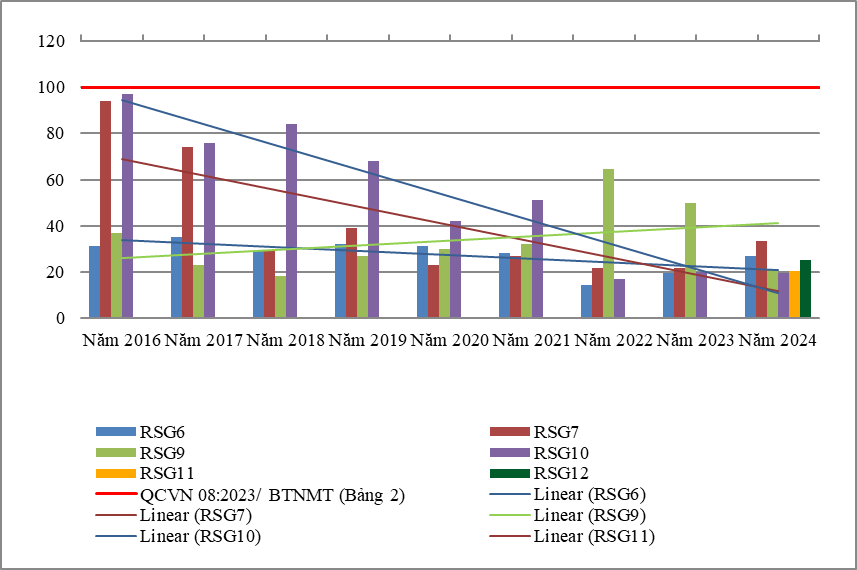 120
100
80
60
40
20
0
Năm 2016 Năm 2017 Năm 2018 Năm 2019 Năm 2020 Năm 2021 Năm 2022 Năm 2023 Năm 2024
RSG6 RSG7
RSG9 RSG10
RSG11 RSG12
QCVN 08:2023/ BTNMT (Bảng 2) Linear (RSG6)
Linear (RSG7) Linear (RSG9)
Linear (RSG10) Linear (RSG11)